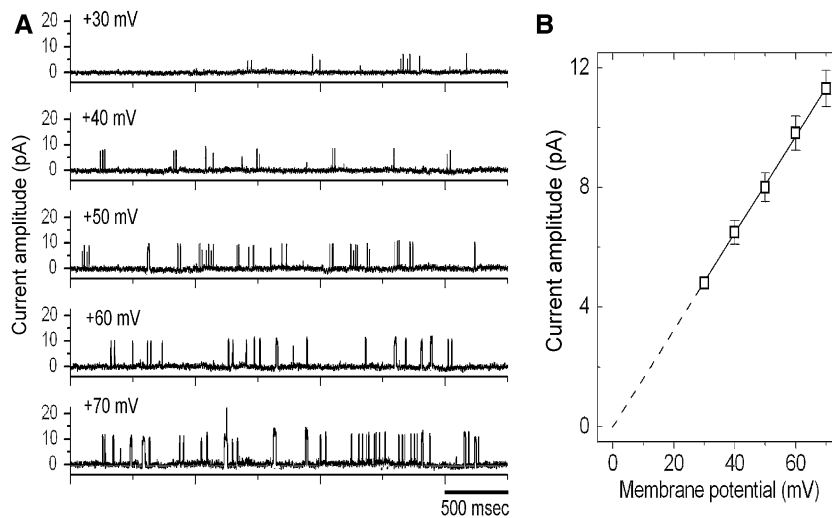 A
Current amplitude (pA)
+30 mV
20
10
0
+40 mV
20
10
0
+50 mV
20
10
0
+60 mV
20
10
0
+70 mV
20
10
0
500 msec
B
Current amplitude (pA)
12
8
4
0
0 20 40 60
Membrane potential (mV)